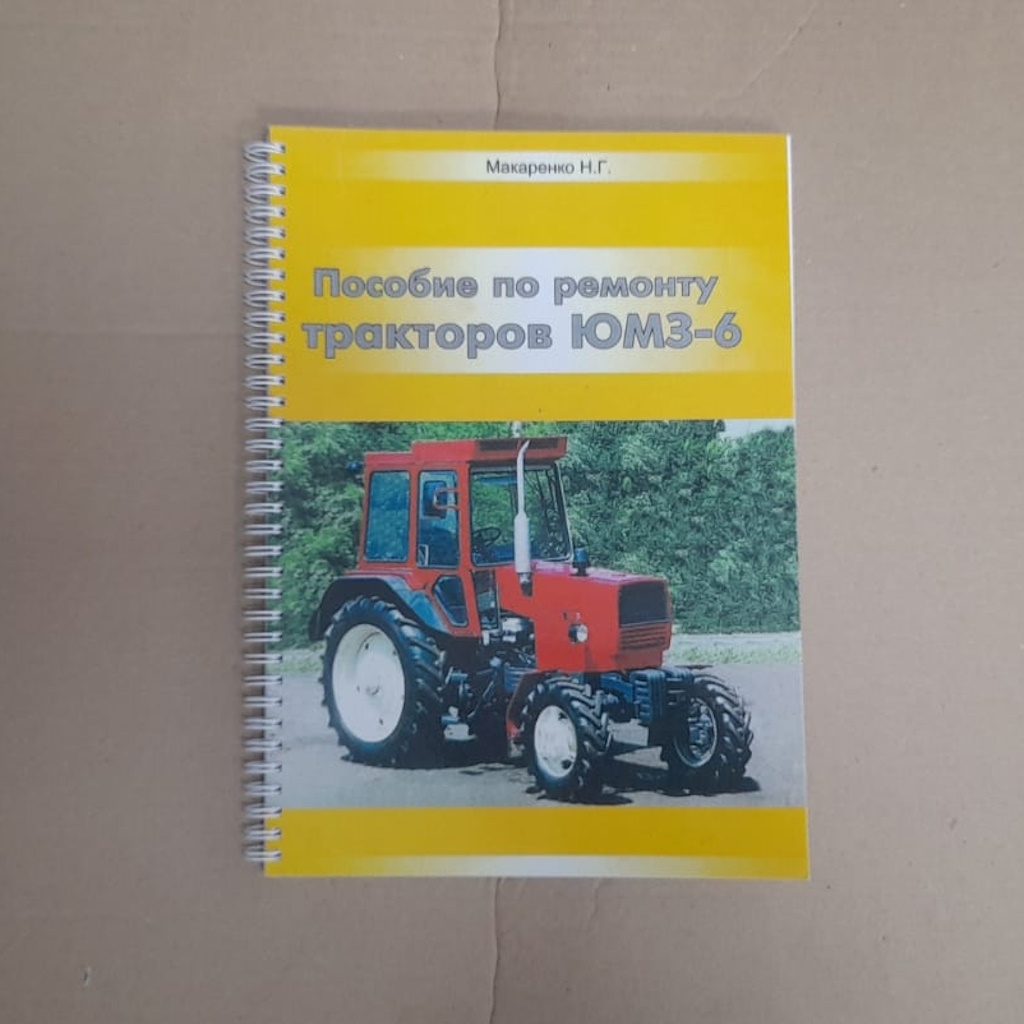 Макаренко Н.Г.
Пособие по ремонту
тракторов ЮМЗ-6